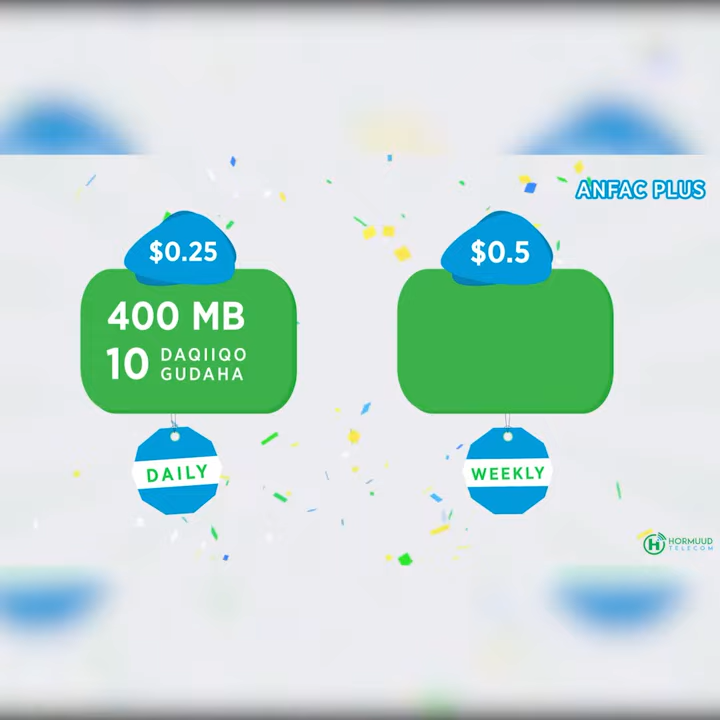 ANFAC PLUS
$0.25
400 MB
10 DAQIIQO
GUDAHA
DAILY
$0.5
WEEKLY
HORMUUD
TELECOM